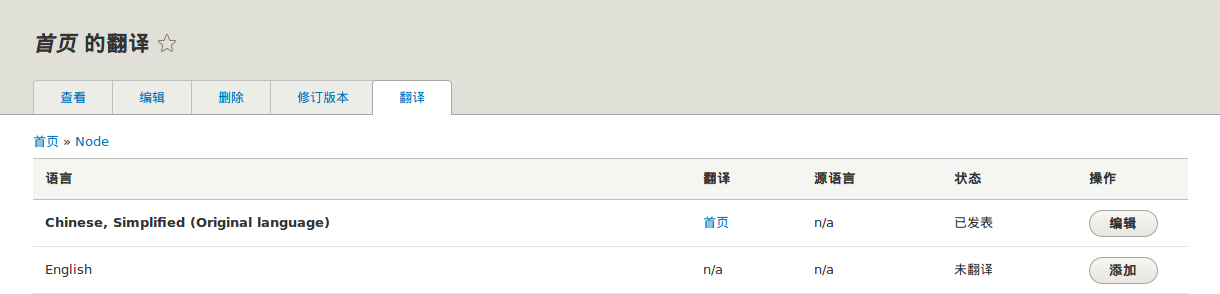 首页 的翻译
查看 编辑 删除 修订版本 翻译
首页 » Node
语言 翻译 源语言 状态 操作
Chinese, Simplified (Original language) 首页 n/a 已发表 编辑
English n/a n/a 未翻译 添加